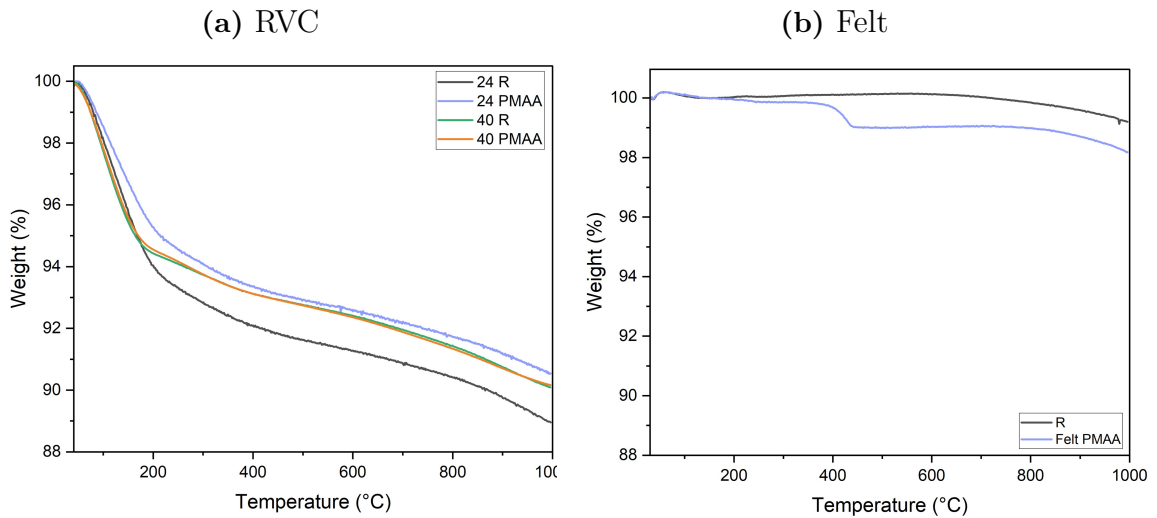 (a) RVC
100
98
96
94
92
90
88
200
400
600
800
100
Weight (%)
Temperature (°C)
24 R
24 PMAA
40 R
40 PMAA
(b) Felt
100
98
96
94
92
90
88
200
400
600
800
1000
Weight (%)
Temperature (°C)
R
Felt PMAA